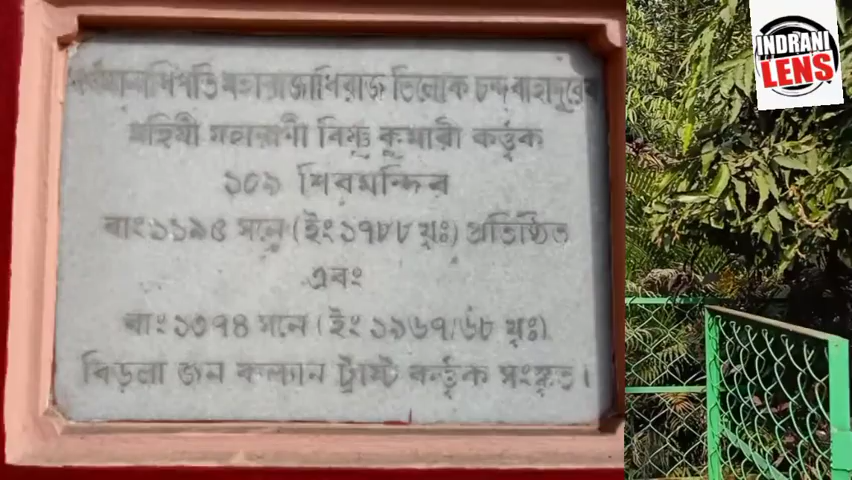 বর্ধমানাধিপতি মহারাজাধিরাজ তিলোক চন্দ বাহাদুরের
মহিষী মহারাণী বিষ্ণু কুমারী কর্ত্তৃক
১০৯ শিবমন্দির
বাং ১১৯৫ সনে (ইং ১৭৮৮ খৃঃ) প্রতিষ্ঠিত
এবং
বাং ১৩৭৪ সনে (ইং ১৯৬৭/৬৮ খৃঃ)
বিড়লা জন কল্যান ট্রাষ্ট কর্ত্তৃক সংস্কৃত।
INDRANI
LENS